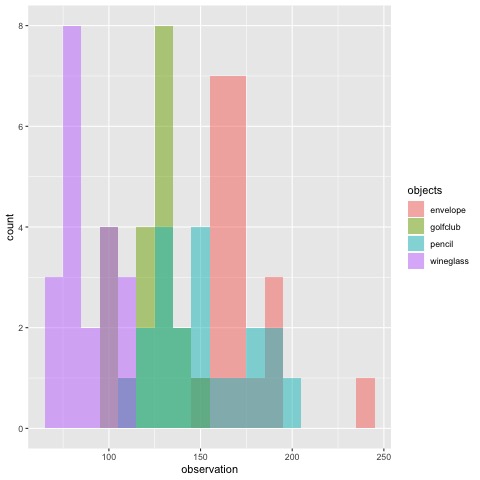 8
6
4
2
0
count
100
150
200
250
observation
objects
envelope
golfclub
pencil
wineglass